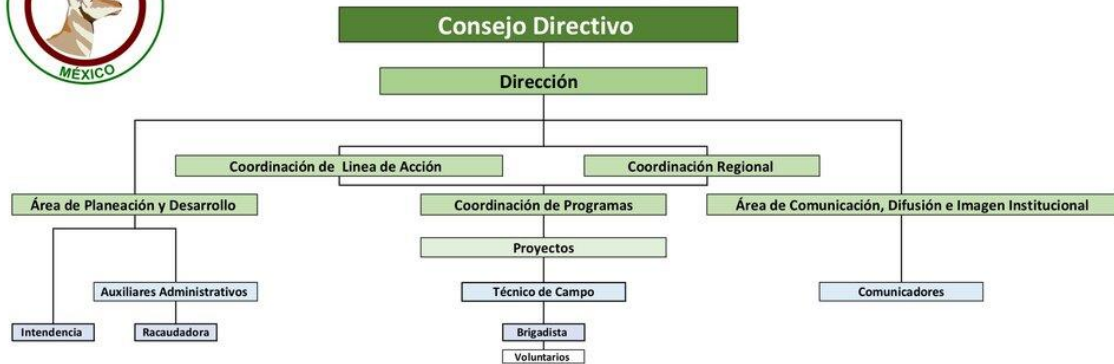 MÉXICO
Consejo Directivo
Dirección
Coordinación de Linea de Acción
Coordinación Regional
Área de Planeación y Desarrollo
Coordinación de Programas
Área de Comunicación, Difusión e Imagen Institucional
Proyectos
Auxiliares Administrativos
Técnico de Campo
Comunicadores
Intendencia
Racaudadora
Brigadista
Voluntarios